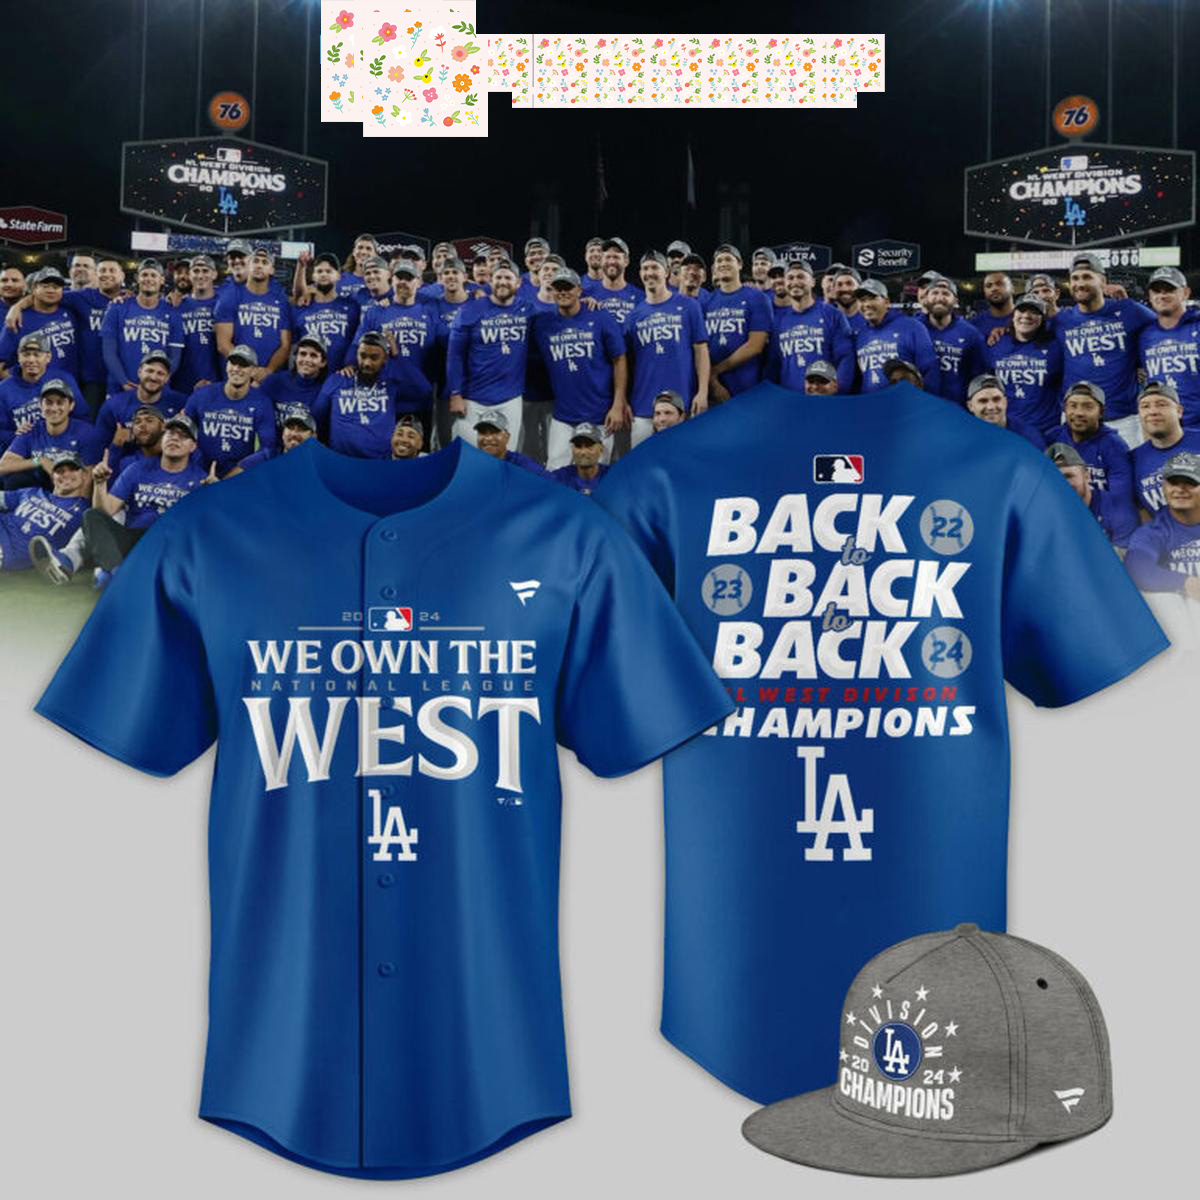 76
76
NL WEST DIVISION
CHAMPIONS
20 24
LA
NL WEST DIVISION
CHAMPIONS
20 24
LA
StateFarm
ULTRA
Security
Benefit
WE OWN THE
WEST
LA
BACK 22
to
23 BACK
to
BACK 24
L WEST DIVISON
CHAMPIONS
LA
20 24
WE OWN THE
NATIONAL LEAGUE
WEST
LA
DIVISION
LA
20 24
CHAMPIONS